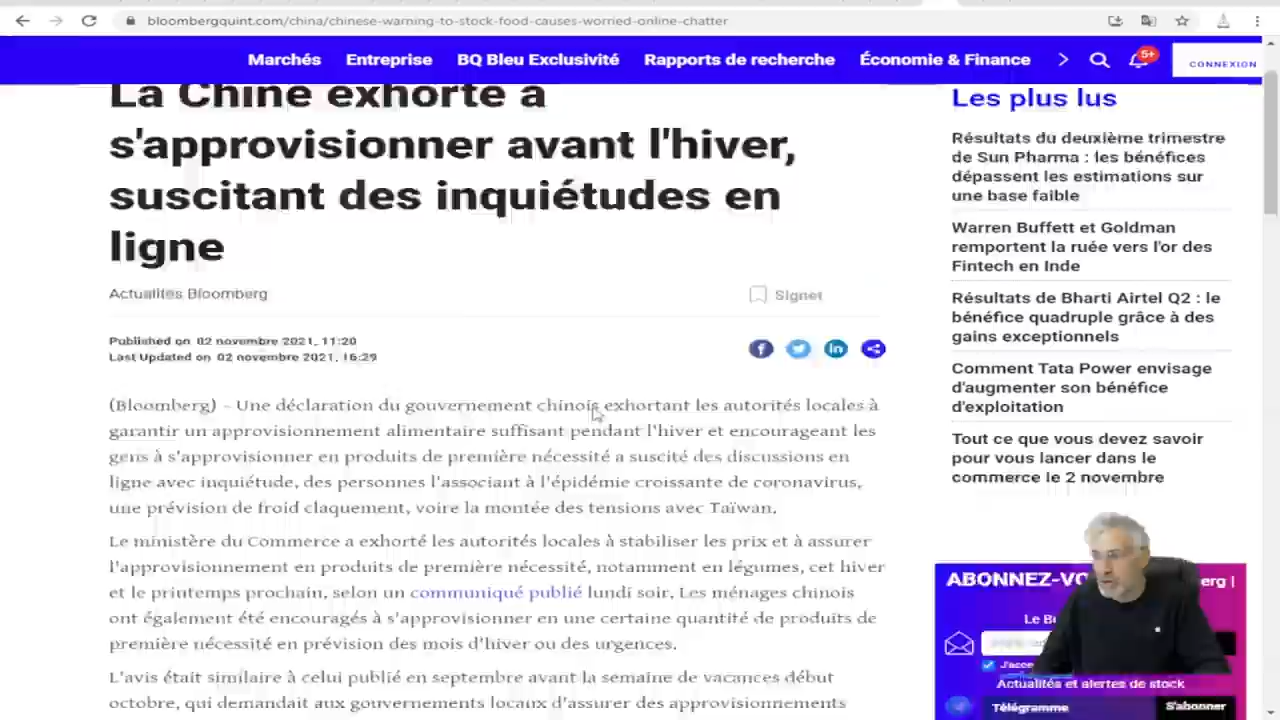 bloombergquint.com/china/chinese-warning-to-stock-food-causes-worried-online-chatter
Marchés Entreprise BQ Bleu Exclusivité Rapports de recherche Économie & Finance 5+ CONNEXION
La Chine exhorte à
s'approvisionner avant l'hiver,
suscitant des inquiétudes en
ligne
Actualités Bloomberg
Signet
Published on 02 novembre 2021, 11:20
Last Updated on 02 novembre 2021, 16:29
(Bloomberg) - Une déclaration du gouvernement chinois exhortant les autorités locales à
garantir un approvisionnement alimentaire suffisant pendant l'hiver et encourageant les
gens à s'approvisionner en produits de première nécessité a suscité des discussions en
ligne avec inquiétude, des personnes l'associant à l'épidémie croissante de coronavirus,
une prévision de froid claquement, voire la montée des tensions avec Taïwan.
Le ministère du Commerce a exhorté les autorités locales à stabiliser les prix et à assurer
l'approvisionnement en produits de première nécessité, notamment en légumes, cet hiver
et le printemps prochain, selon un communiqué publié lundi soir. Les ménages chinois
ont également été encouragés à s'approvisionner en une certaine quantité de produits de
première nécessité en prévision des mois d'hiver ou des urgences.
L'avis était similaire à celui publié en septembre avant la semaine de vacances début
octobre, qui demandait aux gouvernements locaux d'assurer des approvisionnements
Les plus lus
Résultats du deuxième trimestre
de Sun Pharma : les bénéfices
dépassent les estimations sur
une base faible
Warren Buffett et Goldman
remportent la ruée vers l'or des
Fintech en Inde
Résultats de Bharti Airtel Q2 : le
bénéfice quadruple grâce à des
gains exceptionnels
Comment Tata Power envisage
d'augmenter son bénéfice
d'exploitation
Tout ce que vous devez savoir
pour vous lancer dans le
commerce le 2 novembre
ABONNEZ-VO erg |
Le B
J'acce
Actualités et alertes de stock
Télégramme S'abonner